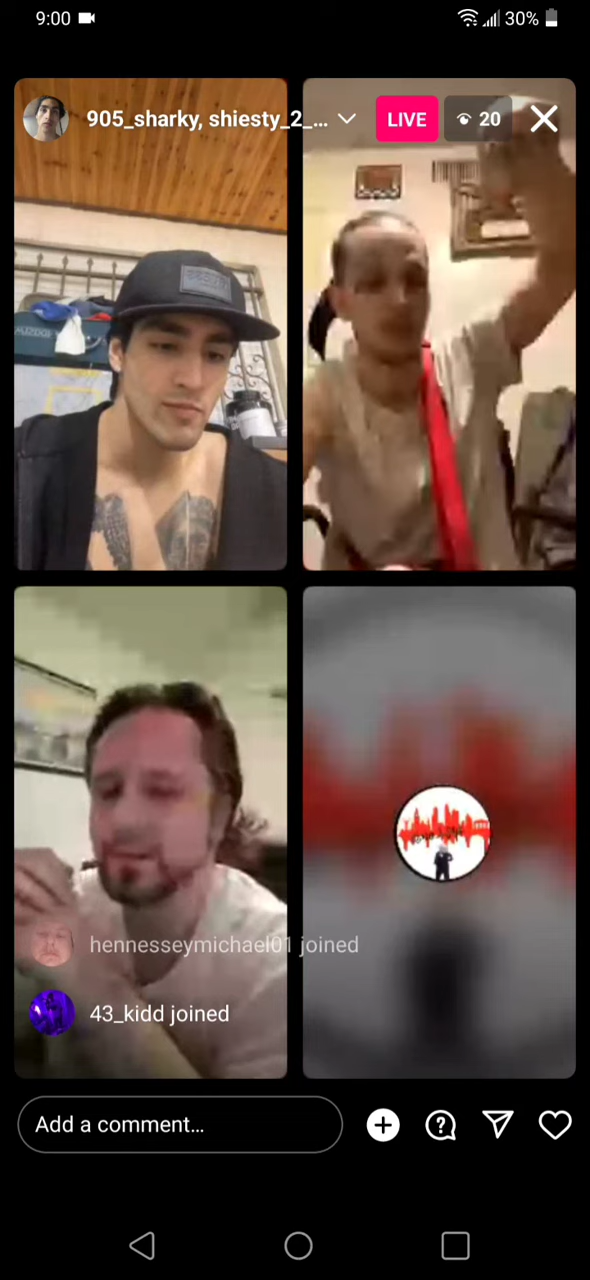 9:00
30%
905_sharky, shiesty_2_...
LIVE
20
hennesseymichael01 joined
43_kidd joined
Add a comment...